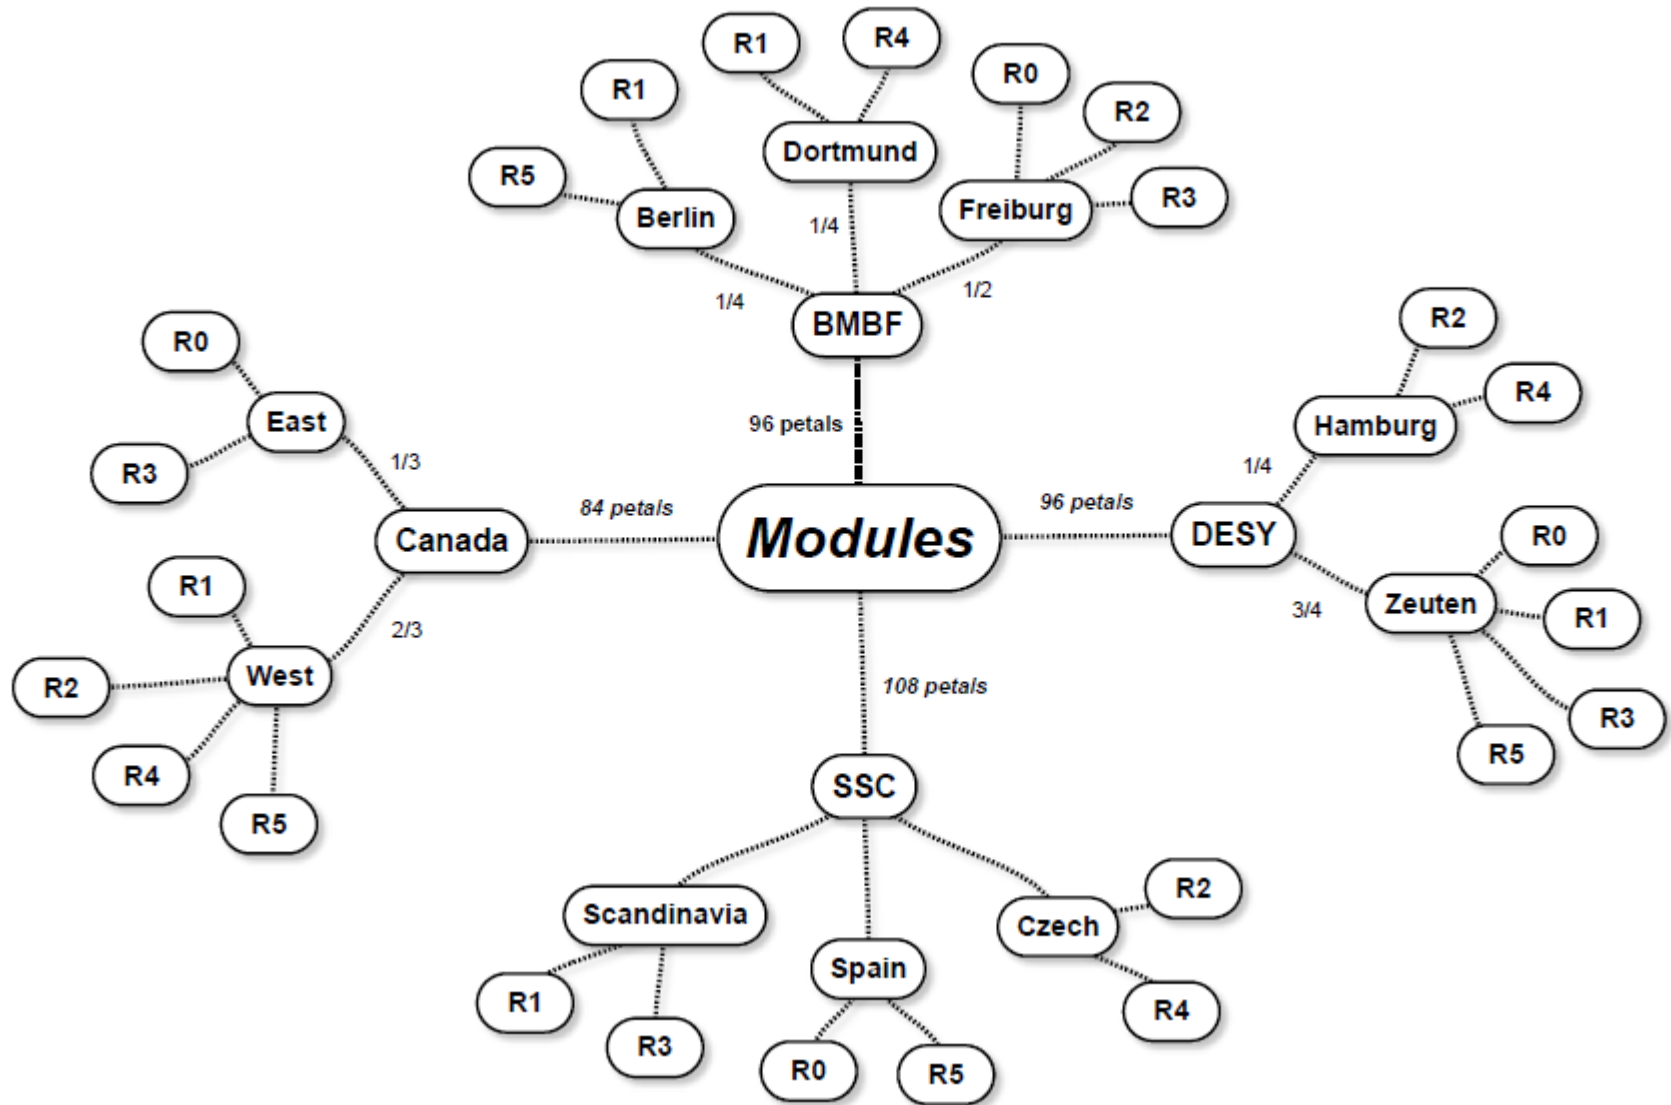 R1
R4
R1
R0
R2
Dortmund
R5
Berlin
Freiburg
R3
1/4
1/4
1/2
BMBF
R0
R2
East
R4
96 petals
Hamburg
R3
1/3
1/4
84 petals
96 petals
Canada
Modules
DESY
R0
R1
Zeuten
R1
2/3
3/4
R2
West
108 petals
R3
R4
R5
R5
SSC
R2
Scandinavia
Czech
Spain
R1
R4
R3
R0
R5